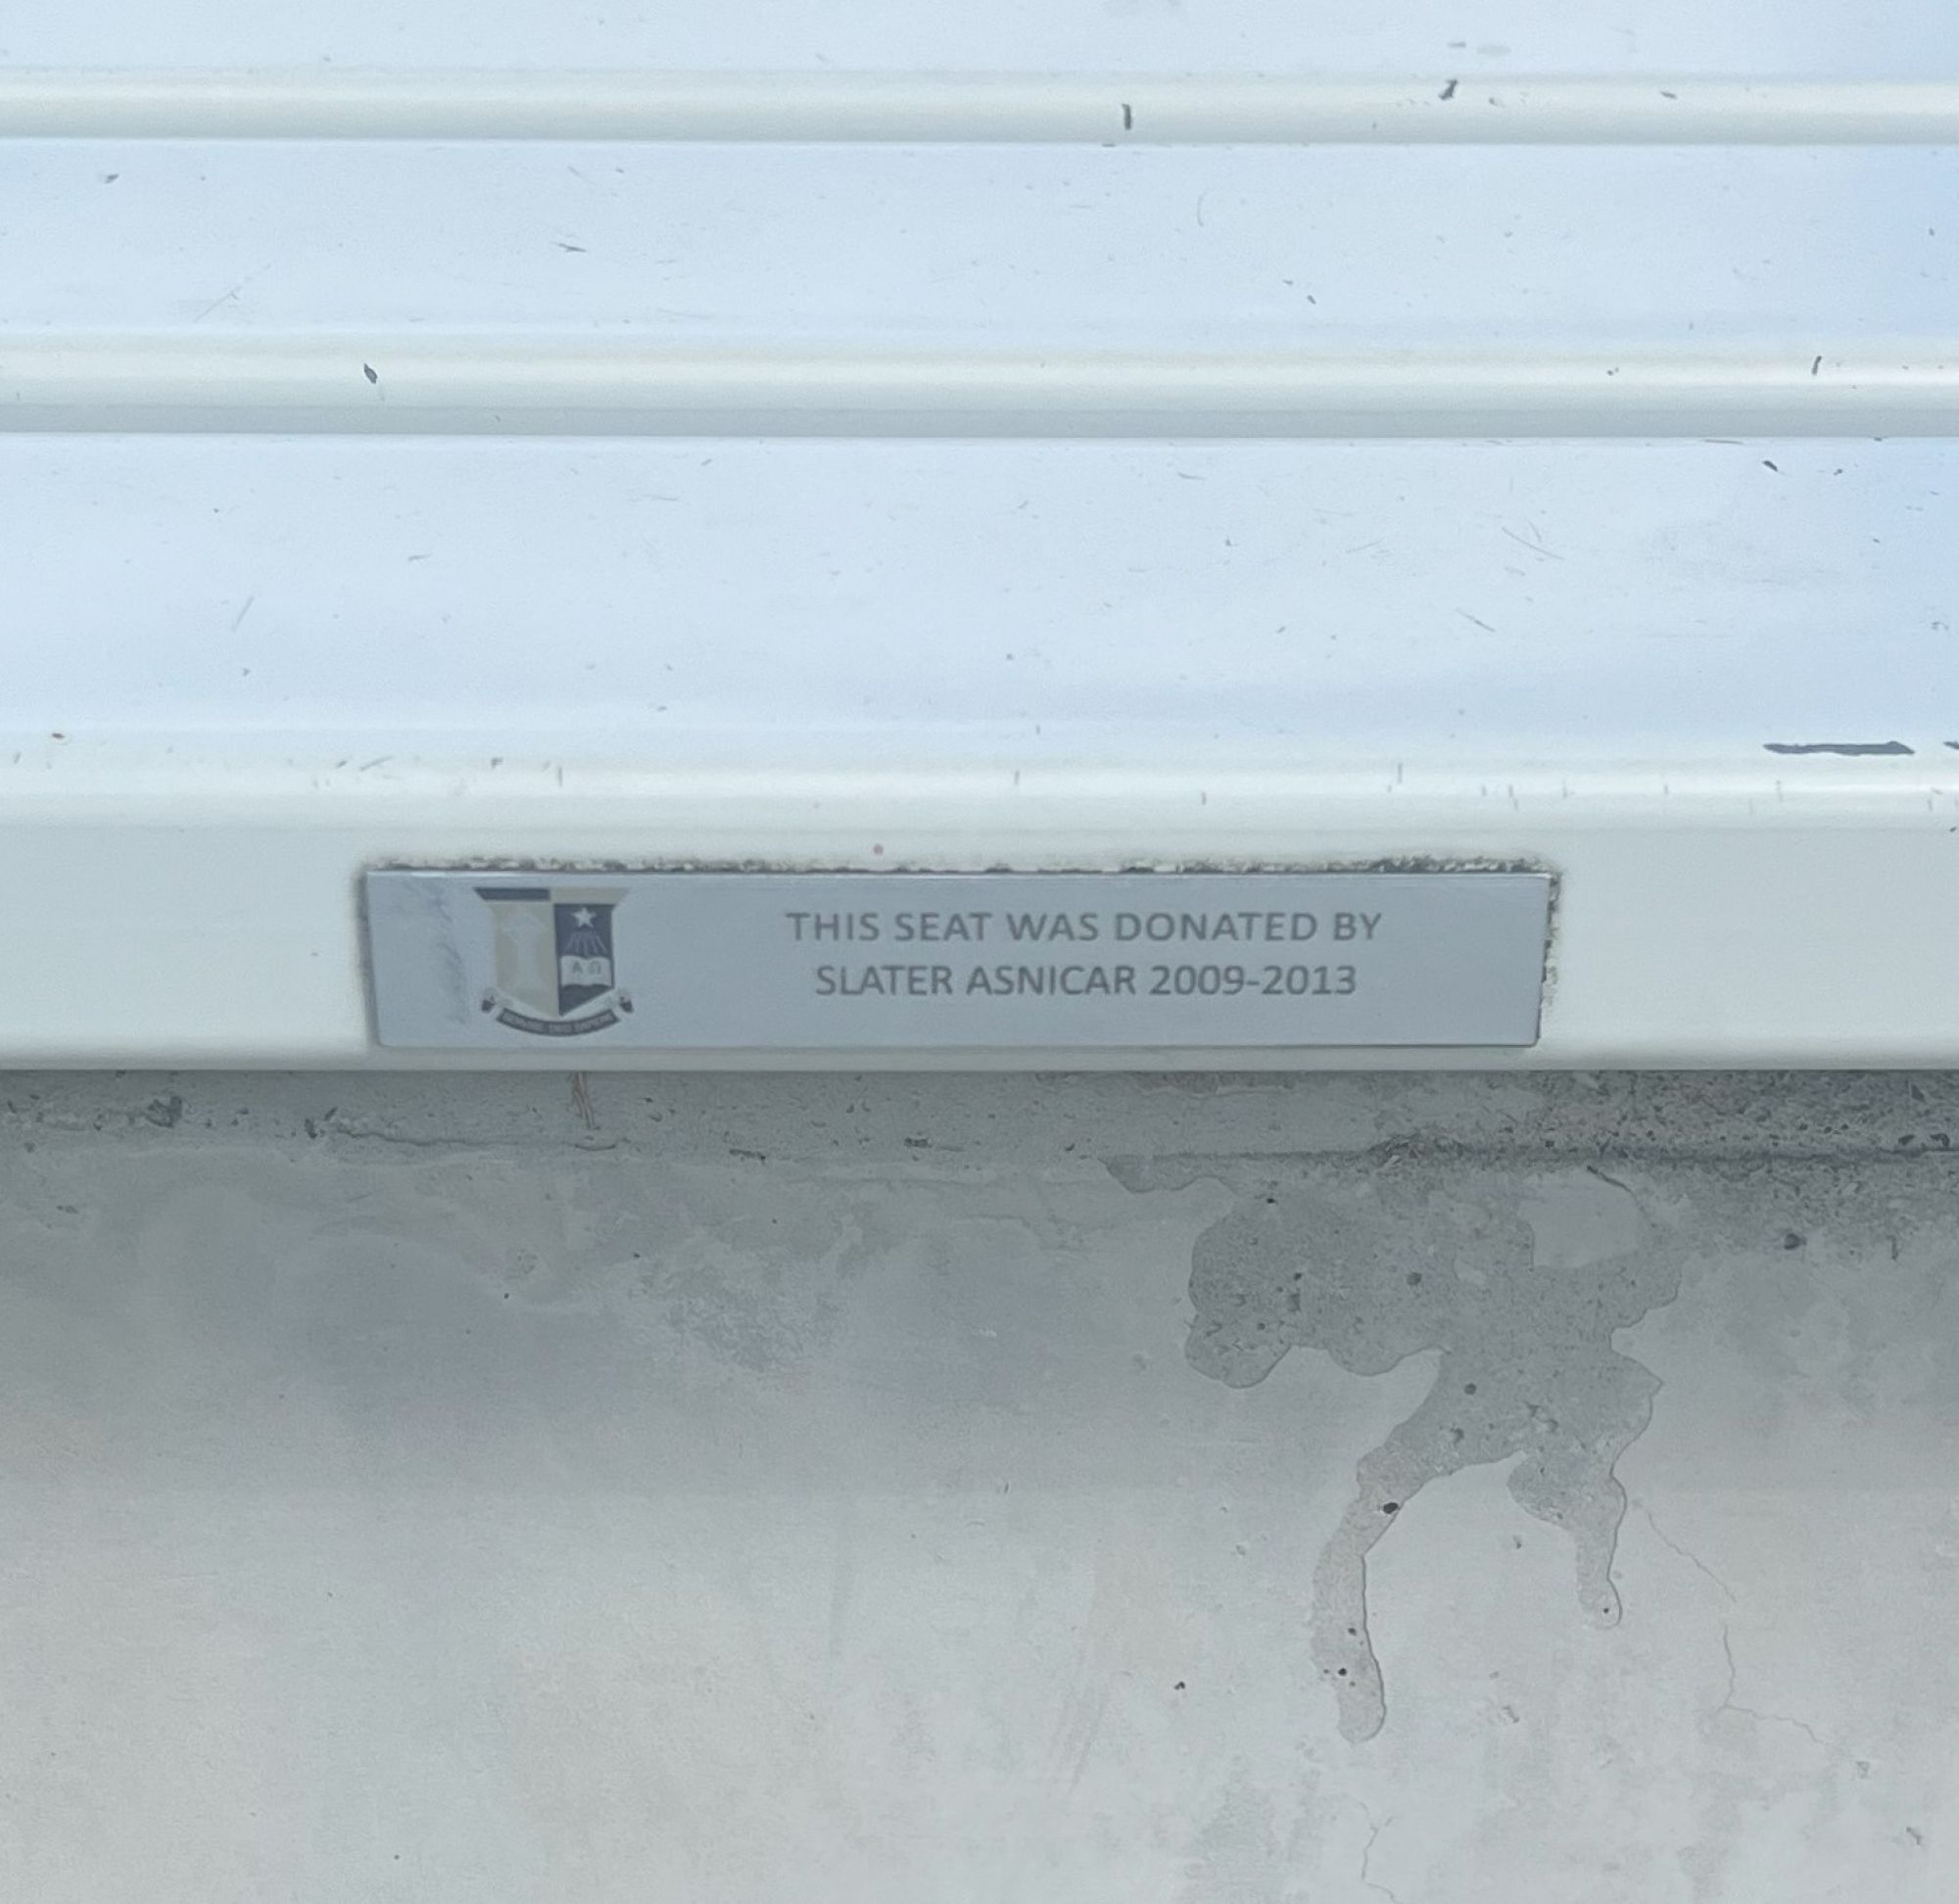 THIS SEAT WAS DONATED BY
SLATER ASNICAR 2009-2013
Α Ω